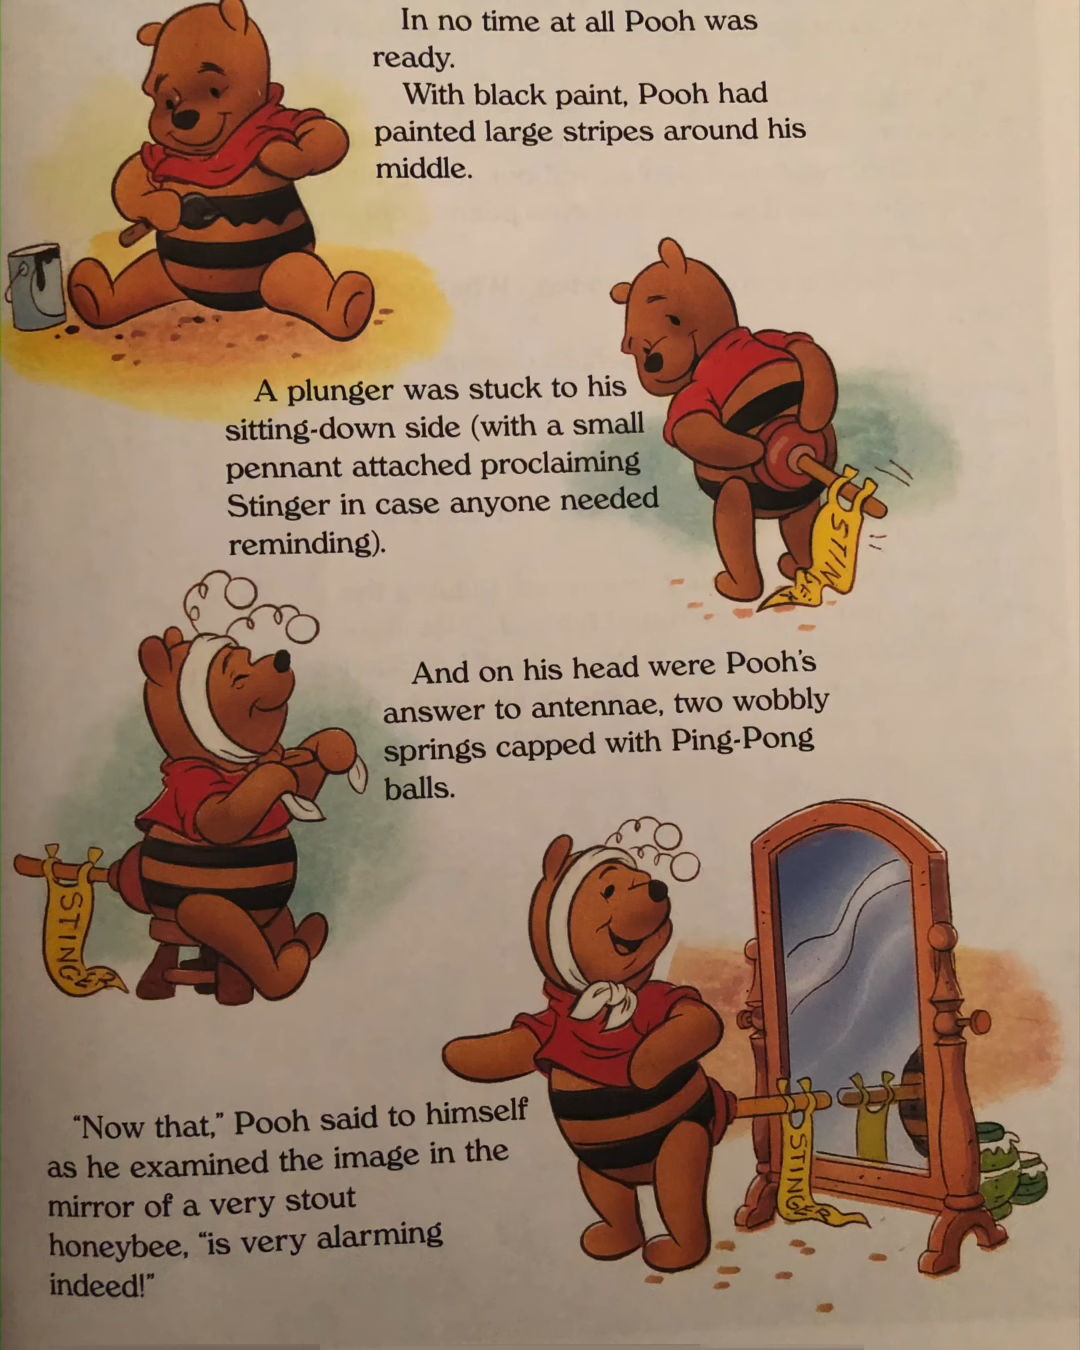 In no time at all Pooh was
ready.
With black paint, Pooh had
painted large stripes around his
middle.
A plunger was stuck to his
sitting-down side (with a small
pennant attached proclaiming
Stinger in case anyone needed
reminding).
STINGER
And on his head were Pooh's
answer to antennae, two wobbly
springs capped with Ping-Pong
balls.
STINGER
STINGER
“Now that,” Pooh said to himself
as he examined the image in the
mirror of a very stout
honeybee, “is very alarming
indeed!”